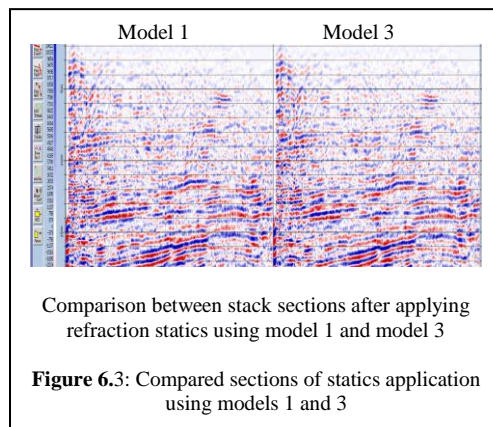 Model 1 Model 3
Comparison between stack sections after applying
refraction statics using model 1 and model 3
Figure 6.3: Compared sections of statics application
using models 1 and 3